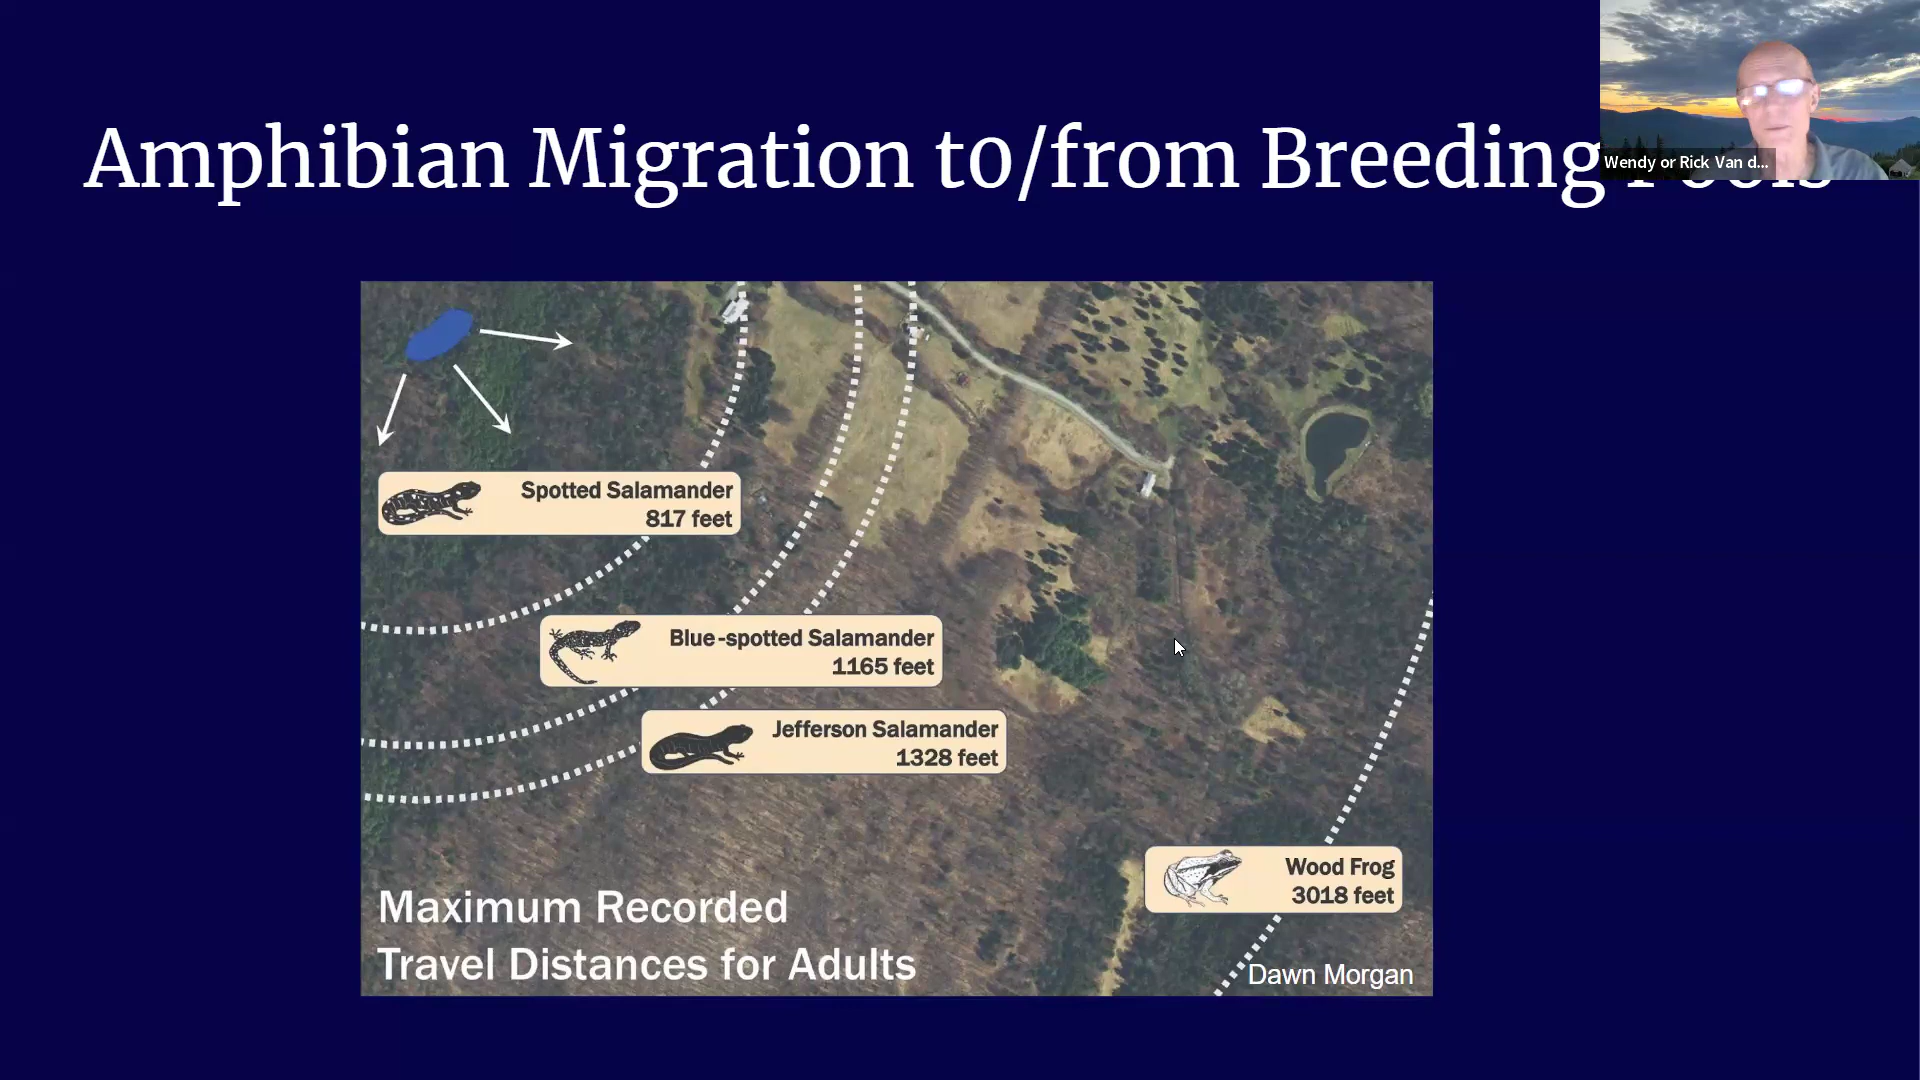 Amphibian Migration to/from Breeding
Wendy or Rick Van d...
Spotted Salamander
817 feet
Blue-spotted Salamander
1165 feet
Jefferson Salamander
1328 feet
Wood Frog
3018 feet
Maximum Recorded
Travel Distances for Adults
Dawn Morgan